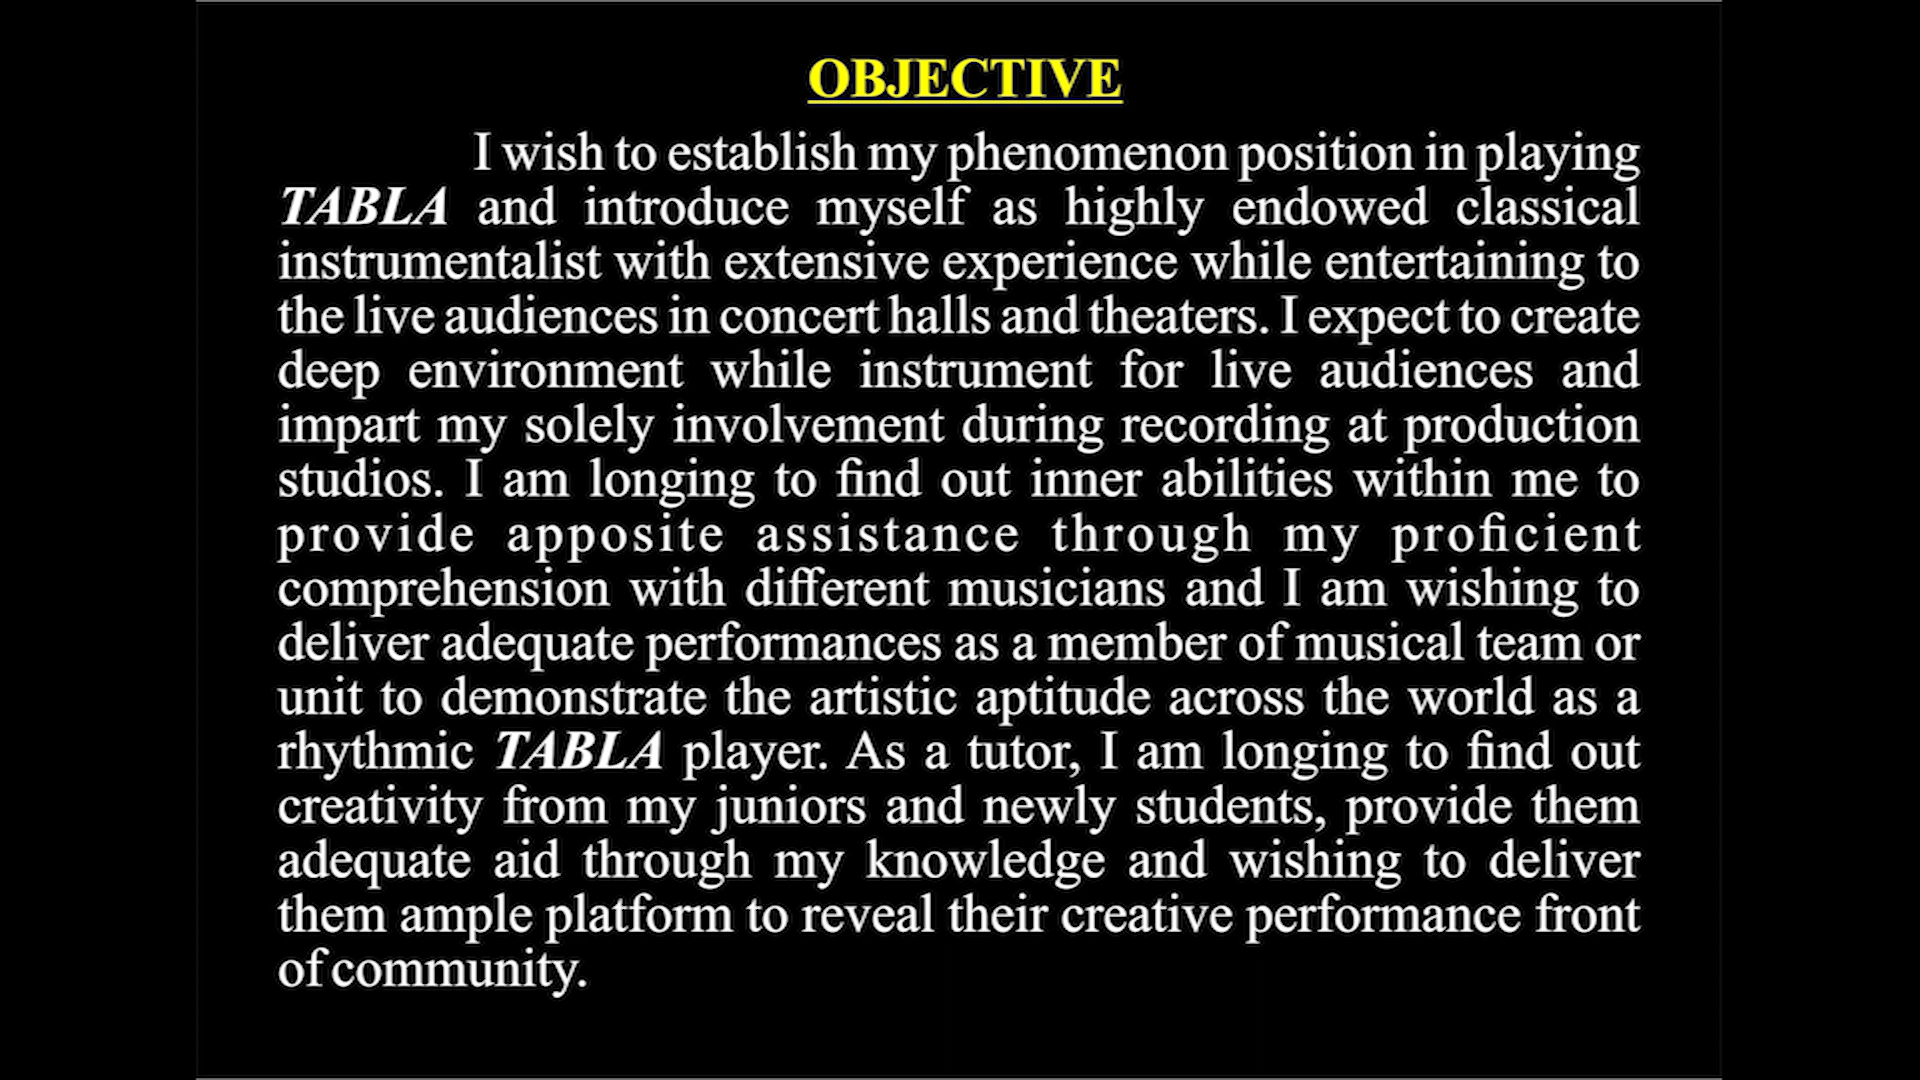 OBJECTIVE
I wish to establish my phenomenon position in playing
TABLA and introduce myself as highly endowed classical
instrumentalist with extensive experience while entertaining to
the live audiences in concert halls and theaters. I expect to create
deep environment while instrument for live audiences and
impart my solely involvement during recording at production
studios. I am longing to find out inner abilities within me to
provide apposite assistance through my proficient
comprehension with different musicians and I am wishing to
deliver adequate performances as a member of musical team or
unit to demonstrate the artistic aptitude across the world as a
rhythmic TABLA player. As a tutor, I am longing to find out
creativity from my juniors and newly students, provide them
adequate aid through my knowledge and wishing to deliver
them ample platform to reveal their creative performance front
of community.